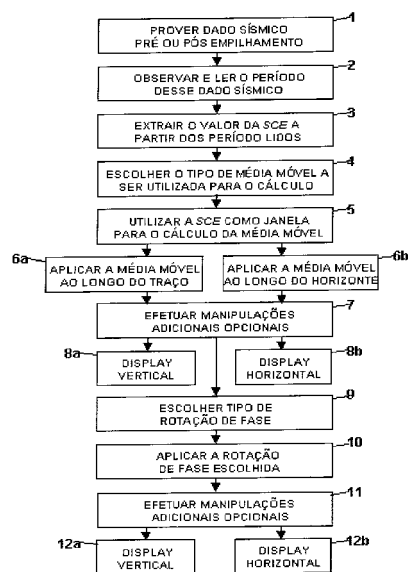 1
PROVER DADO SÍSMICO
PRÉ OU PÓS EMPILHAMENTO
2
OBSERVAR E LER O PERÍODO
DESSE DADO SÍSMICO
3
EXTRAIR O VALOR DA SCE A
PARTIR DOS PERÍODO LIDOS
4
ESCOLHER O TIPO DE MÉDIA MÓVEL A
SER UTILIZADA PARA O CÁLCULO
5
UTILIZAR A SCE COMO JANELA
PARA O CÁLCULO DA MÉDIA MÓVEL
6a
APLICAR A MÉDIA MÓVEL
AO LONGO DO TRAÇO
6b
APLICAR A MÉDIA MÓVEL
AO LONGO DO HORIZONTE
7
EFETUAR MANIPULAÇÕES
ADICIONAIS OPCIONAIS
8a
DISPLAY
VERTICAL
8b
DISPLAY
HORIZONTAL
9
ESCOLHER TIPO DE
ROTAÇÃO DE FASE
10
APLICAR A ROTAÇÃO
DE FASE ESCOLHIDA
11
EFETUAR MANIPULAÇÕES
ADICIONAIS OPCIONAIS
12a
DISPLAY
VERTICAL
12b
DISPLAY
HORIZONTAL